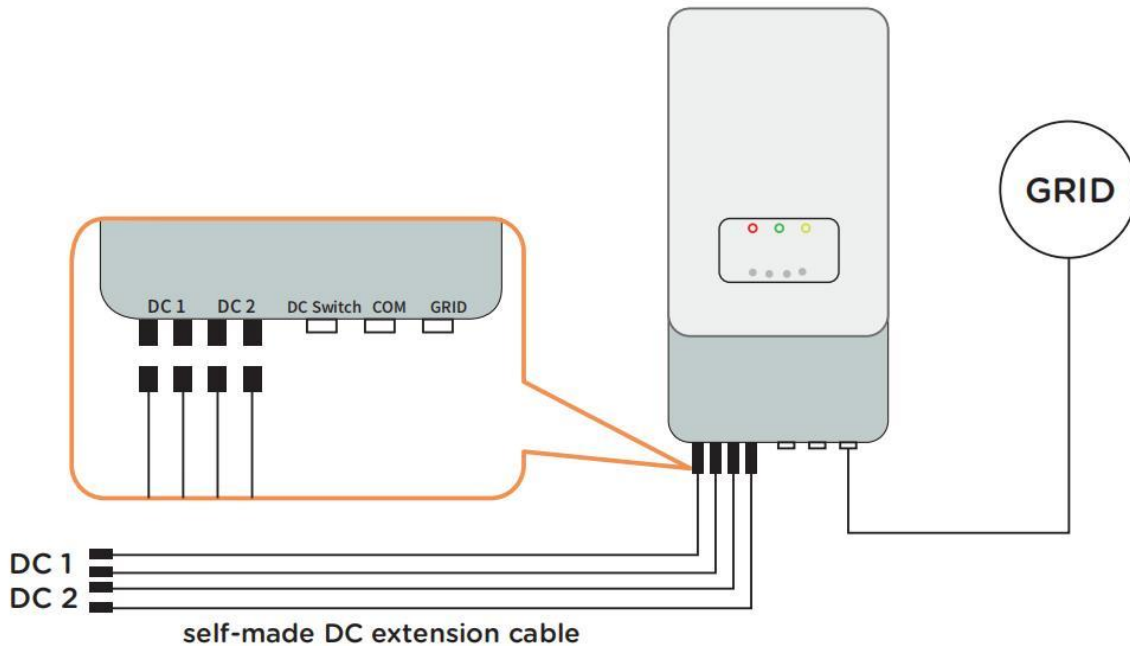 GRID
DC 1 DC 2 DC Switch COM GRID
DC 1
DC 2
self-made DC extension cable